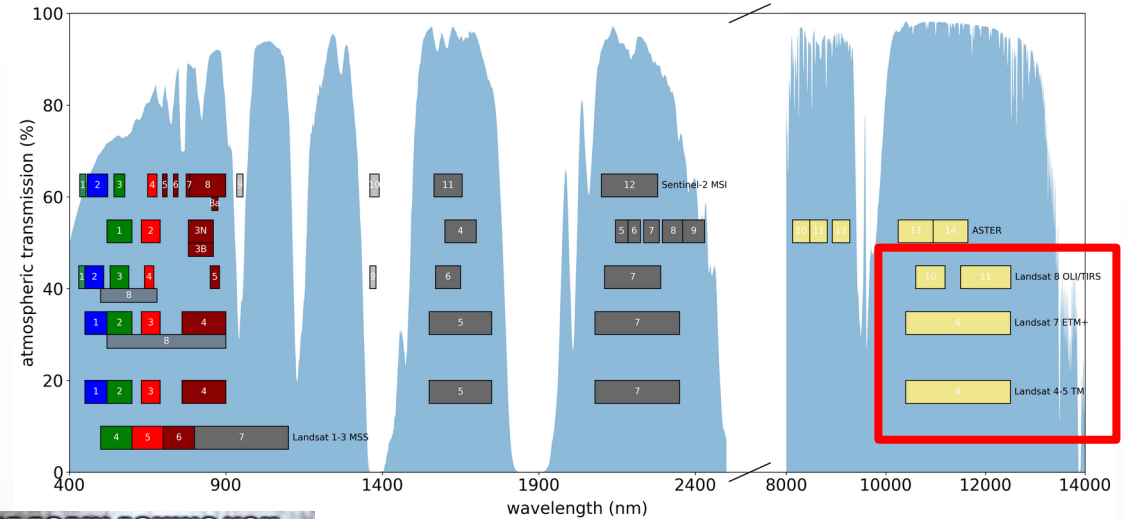 100
80
60
40
20
0
atmospheric transmission (%)
1 2 3 4 5 6 7 8 9 10 11 12 Sentinel-2 MSI
8a
1 2 3N 4 5 6 7 8 9 10 11 12 13 14 ASTER
3B
1 2 3 4 5 9 6 7 10 11 Landsat 8 OLI/TIRS
8
1 2 3 4 5 7 6 Landsat 7 ETM+
8
1 2 3 4 5 7 6 Landsat 4-5 TM
4 5 6 7 Landsat 1-3 MSS
400 900 1400 1900 2400 8000 10000 12000 14000
wavelength (nm)